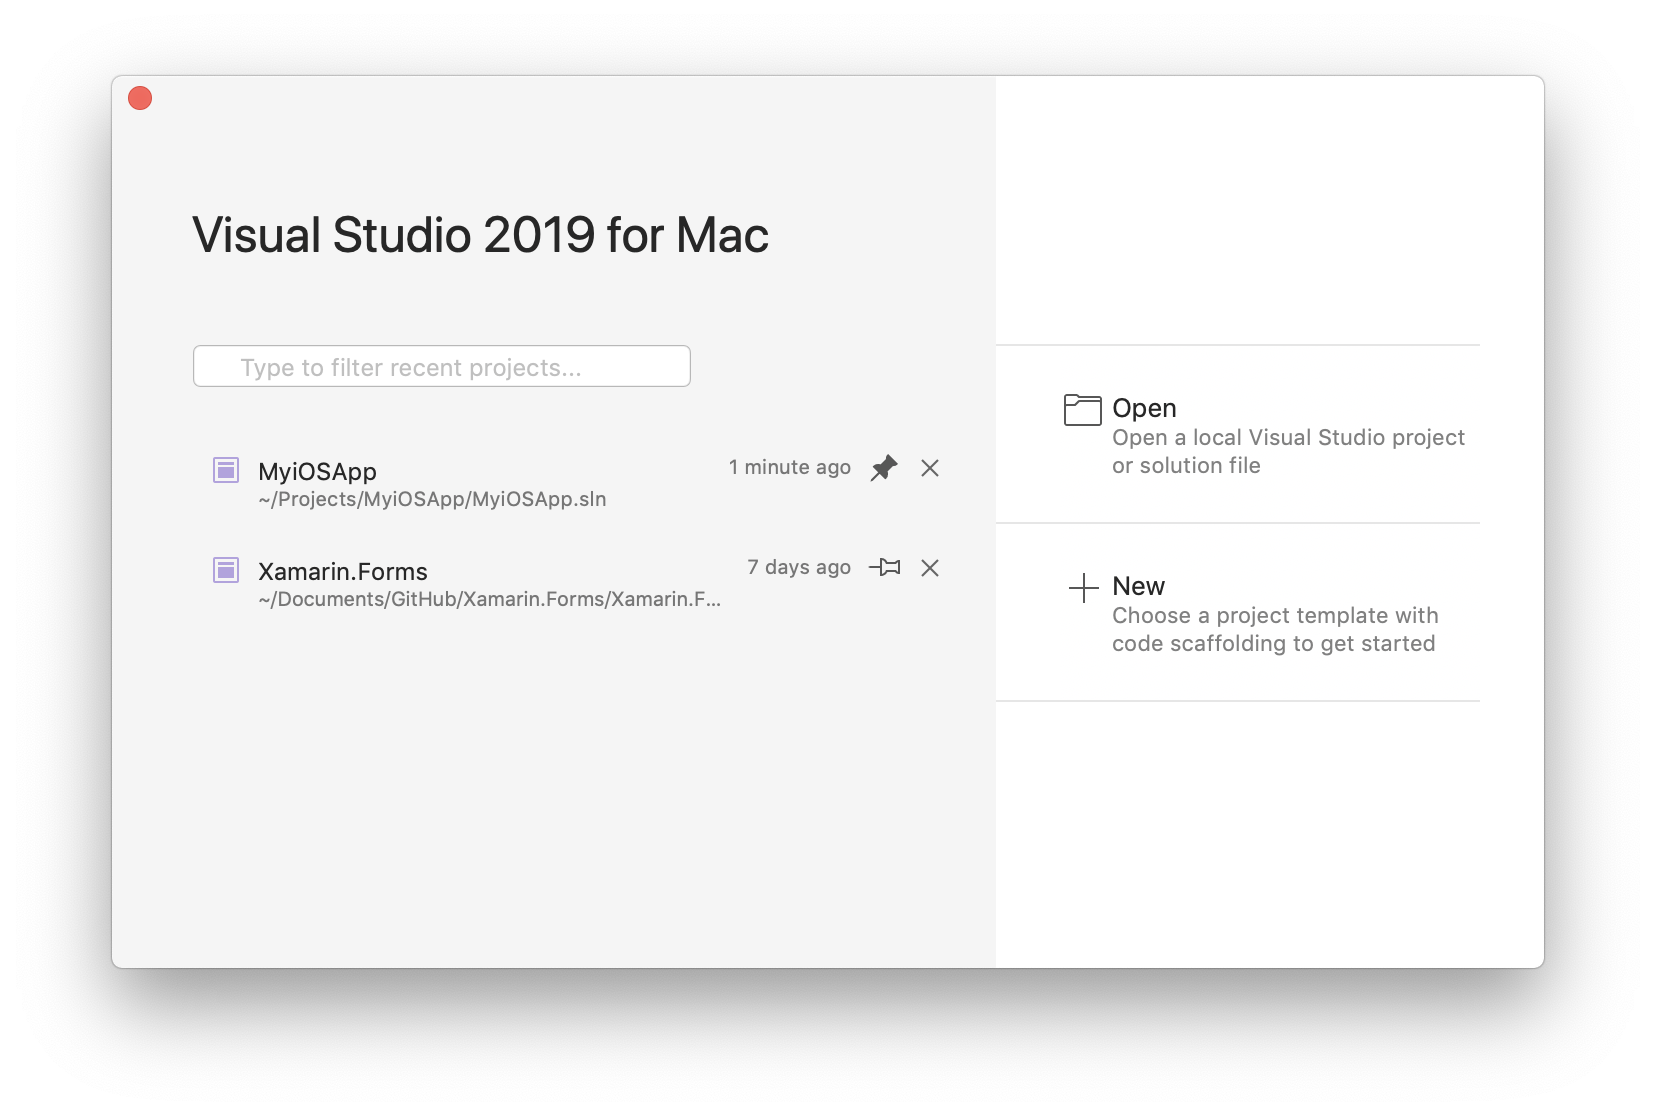 Visual Studio 2019 for Mac
Type to filter recent projects...
MyiOSApp
1 minute ago
~/Projects/MyiOSApp/MyiOSApp.sln
Xamarin.Forms
7 days ago
~/Documents/GitHub/Xamarin.Forms/Xamarin.F...
Open
Open a local Visual Studio project
or solution file
New
Choose a project template with
code scaffolding to get started